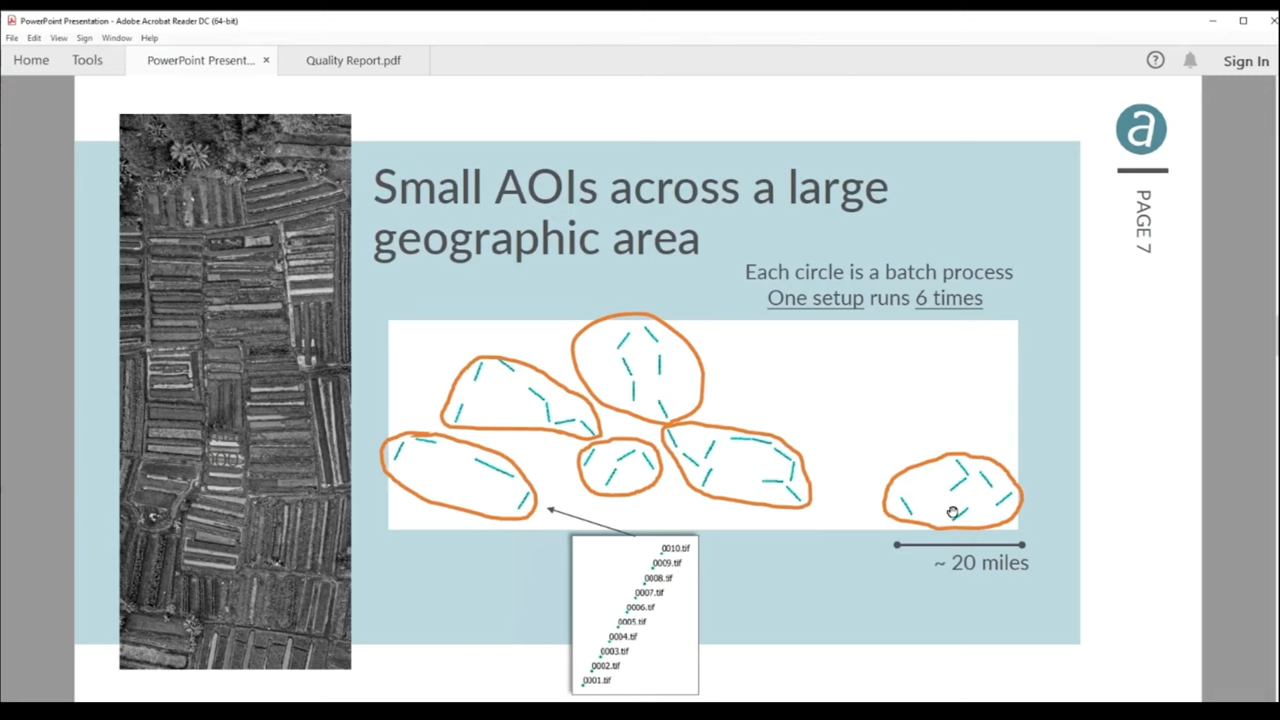 PowerPoint Presentation - Adobe Acrobat Reader DC (64-bit)
File Edit View Sign Window Help
Home Tools PowerPoint Present... × Quality Report.pdf ? Sign In
a
PAGE 7
Small AOIs across a large
geographic area
Each circle is a batch process
One setup runs 6 times
~ 20 miles
0010.tif
0009.tif
0008.tif
0007.tif
0006.tif
0005.tif
0004.tif
0003.tif
0002.tif
0001.tif